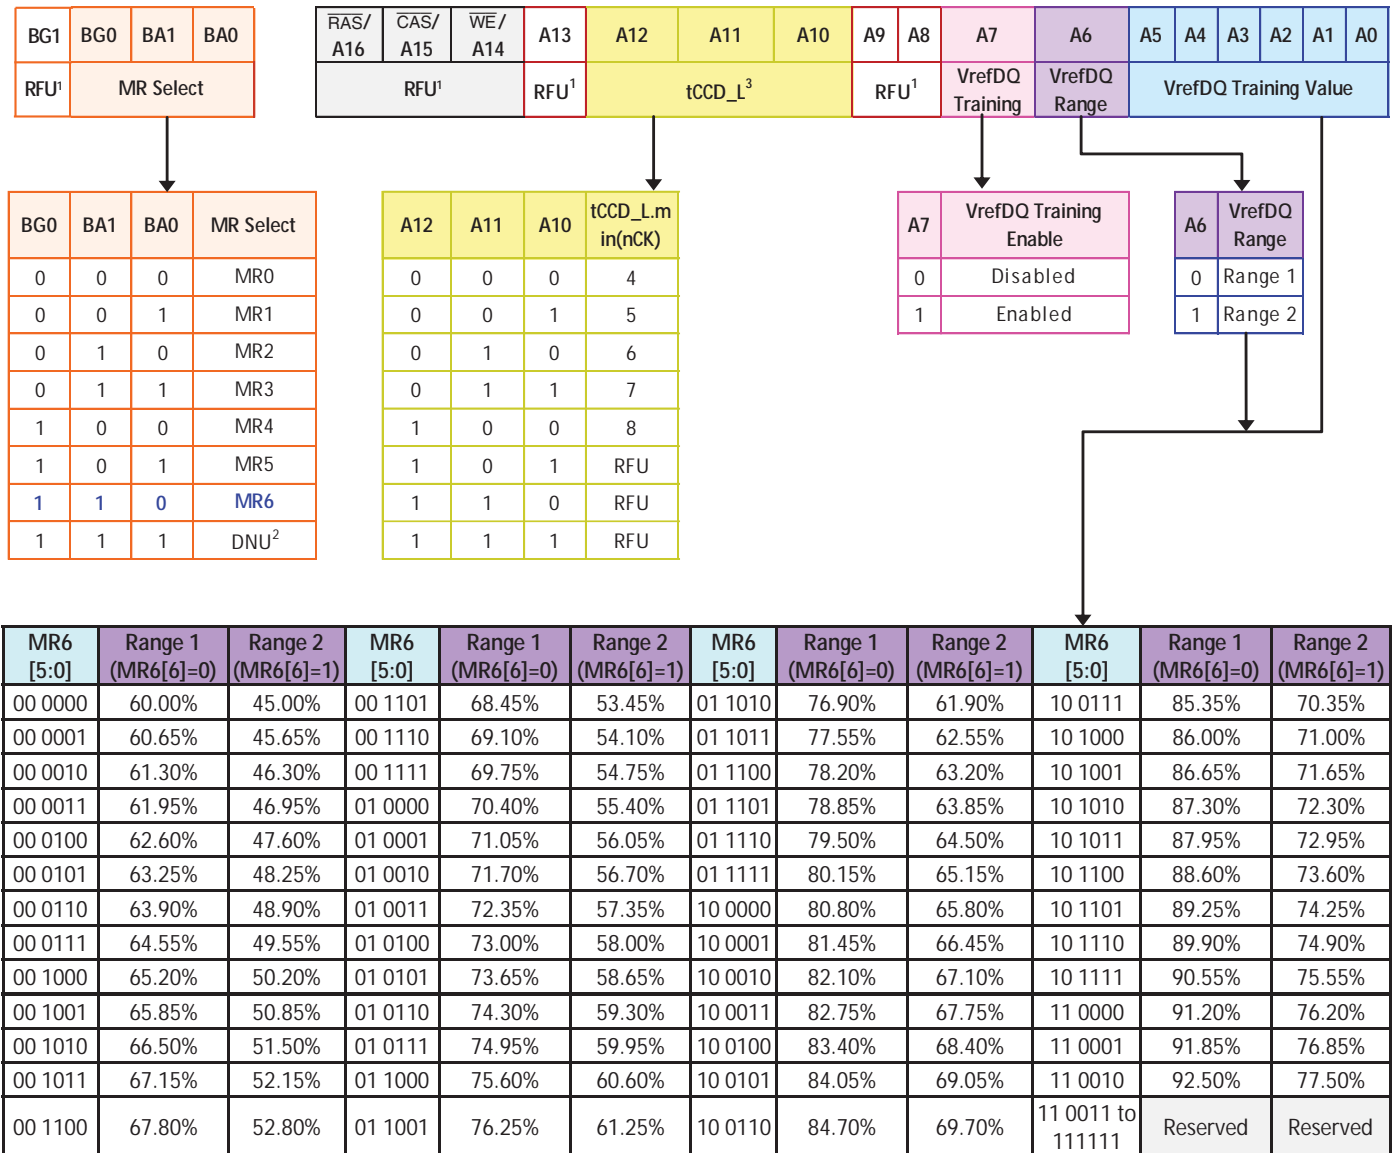 BG1 BG0 BA1 BA0 RAS/ A16 CAS/ A15 WE/ A14 A13 A12 A11 A10 A9 A8 A7 A6 A5 A4 A3 A2 A1 A0
RFU1 MR Select RFU1 RFU1 tCCD_L3 RFU1 VrefDQ Training VrefDQ Range VrefDQ Training Value
BG0 BA1 BA0 MR Select
0 0 0 MR0
0 0 1 MR1
0 1 0 MR2
0 1 1 MR3
1 0 0 MR4
1 0 1 MR5
1 1 0 MR6
1 1 1 DNU2
A12 A11 A10 tCCD_L.m
in(nCK)
0 0 0 4
0 0 1 5
0 1 0 6
0 1 1 7
1 0 0 8
1 0 1 RFU
1 1 0 RFU
1 1 1 RFU
A7 VrefDQ Training
Enable
0 Disabled
1 Enabled
A6 VrefDQ
Range
0 Range 1
1 Range 2
MR6 Range 1 Range 2 MR6 Range 1 Range 2 MR6 Range 1 Range 2 MR6 Range 1 Range 2
[5:0] (MR6[6]=0) (MR6[6]=1) [5:0] (MR6[6]=0) (MR6[6]=1) [5:0] (MR6[6]=0) (MR6[6]=1) [5:0] (MR6[6]=0) (MR6[6]=1)
00 0000 60.00% 45.00% 00 1101 68.45% 53.45% 01 1010 76.90% 61.90% 10 0111 85.35% 70.35%
00 0001 60.65% 45.65% 00 1110 69.10% 54.10% 01 1011 77.55% 62.55% 10 1000 86.00% 71.00%
00 0010 61.30% 46.30% 00 1111 69.75% 54.75% 01 1100 78.20% 63.20% 10 1001 86.65% 71.65%
00 0011 61.95% 46.95% 01 0000 70.40% 55.40% 01 1101 78.85% 63.85% 10 1010 87.30% 72.30%
00 0100 62.60% 47.60% 01 0001 71.05% 56.05% 01 1110 79.50% 64.50% 10 1011 87.95% 72.95%
00 0101 63.25% 48.25% 01 0010 71.70% 56.70% 01 1111 80.15% 65.15% 10 1100 88.60% 73.60%
00 0110 63.90% 48.90% 01 0011 72.35% 57.35% 10 0000 80.80% 65.80% 10 1101 89.25% 74.25%
00 0111 64.55% 49.55% 01 0100 73.00% 58.00% 10 0001 81.45% 66.45% 10 1110 89.90% 74.90%
00 1000 65.20% 50.20% 01 0101 73.65% 58.65% 10 0010 82.10% 67.10% 10 1111 90.55% 75.55%
00 1001 65.85% 50.85% 01 0110 74.30% 59.30% 10 0011 82.75% 67.75% 11 0000 91.20% 76.20%
00 1010 66.50% 51.50% 01 0111 74.95% 59.95% 10 0100 83.40% 68.40% 11 0001 91.85% 76.85%
00 1011 67.15% 52.15% 01 1000 75.60% 60.60% 10 0101 84.05% 69.05% 11 0010 92.50% 77.50%
00 1100 67.80% 52.80% 01 1001 76.25% 61.25% 10 0110 84.70% 69.70% 11 0011 to 111111 Reserved Reserved